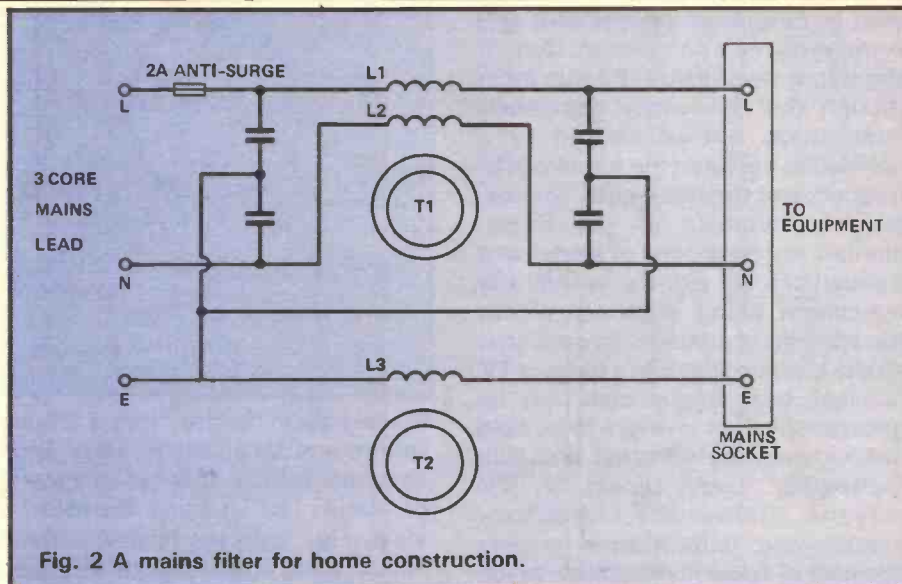 2A ANTI-SURGE
L1
L
L
L2
3 CORE
MAINS
LEAD
T1
TO
EQUIPMENT
N
N
L3
E
E
T2
MAINS
SOCKET
Fig. 2 A mains filter for home construction.